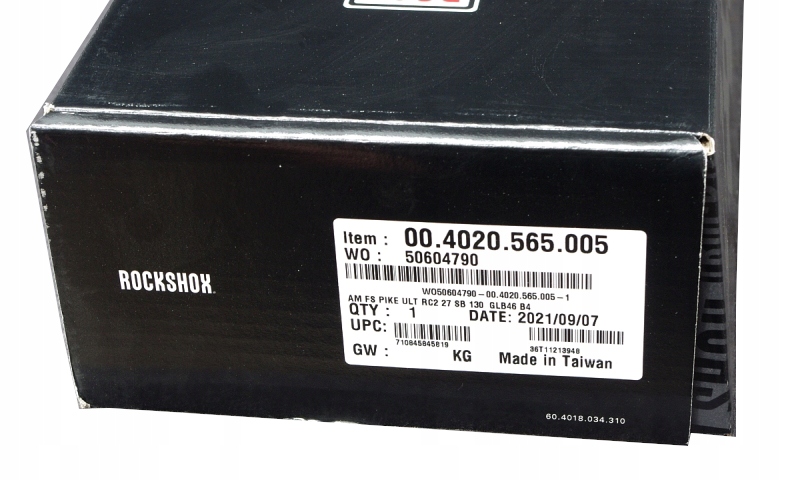 Item : 00.4020.565.005
WO : 50604790
WO50604790-00.4020.565.005-1
AM FS PIKE ULT RC2 27 SB 130 GLB46 B4
QTY : 1 DATE: 2021/09/07
UPC:
710845845819 36T11213948
GW : KG Made in Taiwan
ROCKSHOX
60.4018.034.310